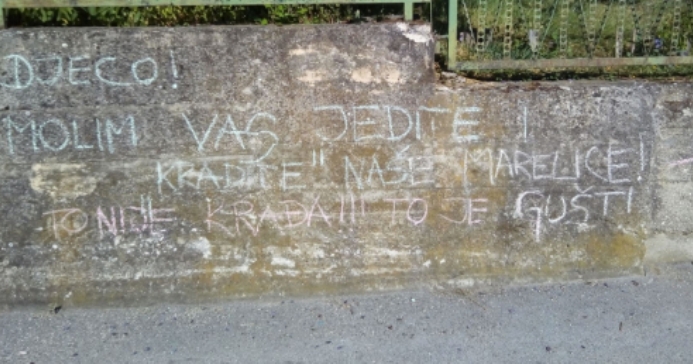 DJECO!
MOLIM VAS JEDITE I
KRADITE" NAŠE MARELICE!
TO NIJE KRAĐA!!! TO JE GUŠT!